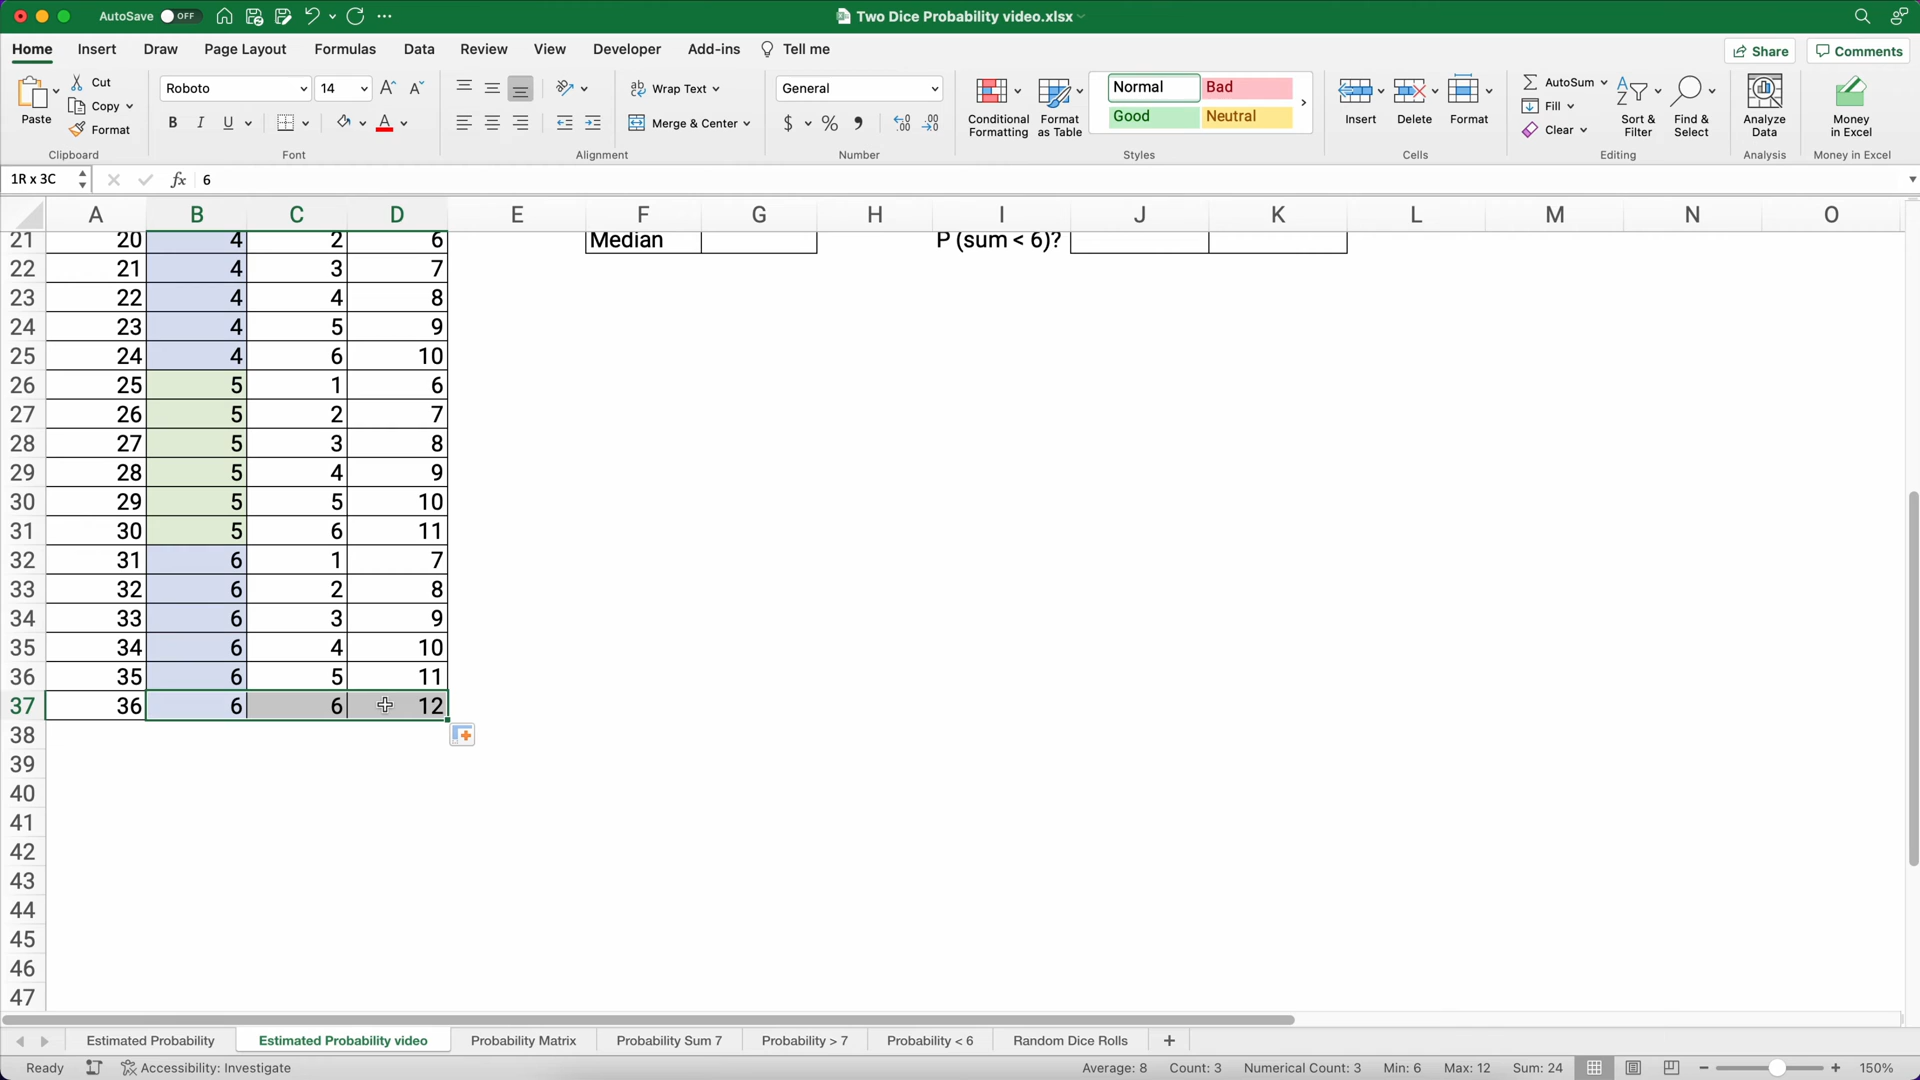 AutoSave OFF Two Dice Probability video.xlsx
Home Insert Draw Page Layout Formulas Data Review View Developer Add-ins Tell me Share Comments
Paste Cut Copy Format Clipboard
Roboto 14 B I U A Font
Wrap Text Merge & Center Alignment
General $ % Number
Conditional Formatting Format as Table Normal Bad Good Neutral Styles
Insert Delete Format Cells
AutoSum Fill Clear Sort & Filter Find & Select Editing
Analyze Data Analysis
Money in Excel Money in Excel
1R x 3C fx 6
A B C D E F G H I J K L M N O
21 20 4 2 6 Median P (sum < 6)?
22 21 4 3 7
23 22 4 4 8
24 23 4 5 9
25 24 4 6 10
26 25 5 1 6
27 26 5 2 7
28 27 5 3 8
29 28 5 4 9
30 29 5 5 10
31 30 5 6 11
32 31 6 1 7
33 32 6 2 8
34 33 6 3 9
35 34 6 4 10
36 35 6 5 11
37 36 6 6 12
38
39
40
41
42
43
44
45
46
47
Estimated Probability Estimated Probability video Probability Matrix Probability Sum 7 Probability > 7 Probability < 6 Random Dice Rolls +
Ready Accessibility: Investigate Average: 8 Count: 3 Numerical Count: 3 Min: 6 Max: 12 Sum: 24 150%